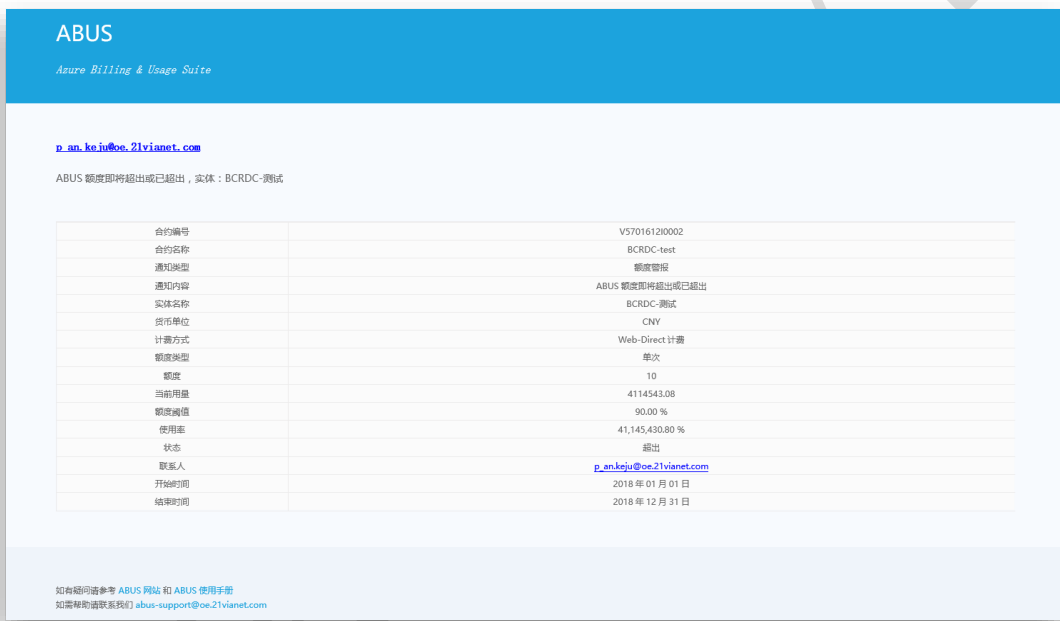 ABUS
Azure Billing & Usage Suite
p_an.keju@oe.21vianet.com
ABUS 额度即将超出或已超出，实体：BCRDC-测试
合约编号 V5701612I0002
合约名称 BCRDC-test
通知类型 额度警报
通知内容 ABUS 额度即将超出或已超出
实体名称 BCRDC-测试
货币单位 CNY
计费方式 Web-Direct 计费
额度类型 单次
额度 10
当前用量 4114543.08
额度阈值 90.00 %
使用率 41,145,430.80 %
状态 超出
联系人 p_an.keju@oe.21vianet.com
开始时间 2018 年 01 月 01 日
结束时间 2018 年 12 月 31 日
如有疑问请参考 ABUS 网站 和 ABUS 使用手册
如需帮助请联系我们 abus-support@oe.21vianet.com